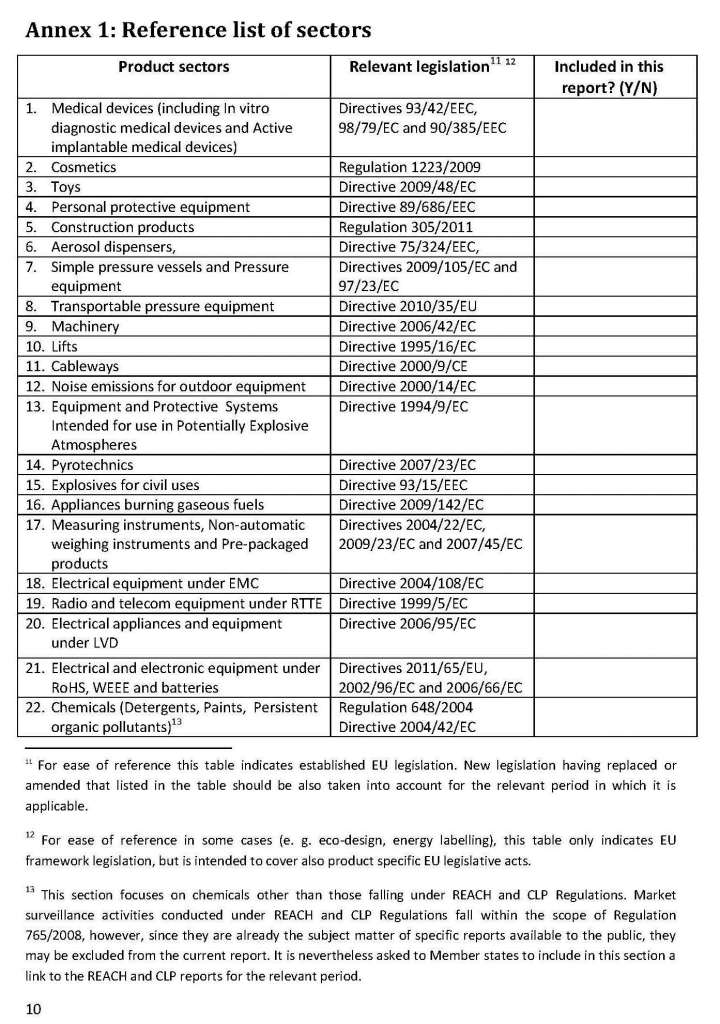 Annex 1: Reference list of sectors
Product sectors
Relevant legislation11 12
Included in this
report? (Y/N)
1. Medical devices (including In vitro
diagnostic medical devices and Active
implantable medical devices)
Directives 93/42/EEC,
98/79/EC and 90/385/EEC
2. Cosmetics
Regulation 1223/2009
3. Toys
Directive 2009/48/EC
4. Personal protective equipment
Directive 89/686/EEC
5. Construction products
Regulation 305/2011
6. Aerosol dispensers,
Directive 75/324/EEC,
7. Simple pressure vessels and Pressure
equipment
Directives 2009/105/EC and
97/23/EC
8. Transportable pressure equipment
Directive 2010/35/EU
9. Machinery
Directive 2006/42/EC
10. Lifts
Directive 1995/16/EC
11. Cableways
Directive 2000/9/CE
12. Noise emissions for outdoor equipment
Directive 2000/14/EC
13. Equipment and Protective Systems
Intended for use in Potentially Explosive
Atmospheres
Directive 1994/9/EC
14. Pyrotechnics
Directive 2007/23/EC
15. Explosives for civil uses
Directive 93/15/EEC
16. Appliances burning gaseous fuels
Directive 2009/142/EC
17. Measuring instruments, Non-automatic
weighing instruments and Pre-packaged
products
Directives 2004/22/EC,
2009/23/EC and 2007/45/EC
18. Electrical equipment under EMC
Directive 2004/108/EC
19. Radio and telecom equipment under RTTE
Directive 1999/5/EC
20. Electrical appliances and equipment
under LVD
Directive 2006/95/EC
21. Electrical and electronic equipment under
RoHS, WEEE and batteries
Directives 2011/65/EU,
2002/96/EC and 2006/66/EC
22. Chemicals (Detergents, Paints, Persistent
organic pollutants)13
Regulation 648/2004
Directive 2004/42/EC
11 For ease of reference this table indicates established EU legislation. New legislation having replaced or
amended that listed in the table should be also taken into account for the relevant period in which it is
applicable.
12 For ease of reference in some cases (e. g. eco-design, energy labelling), this table only indicates EU
framework legislation, but is intended to cover also product specific EU legislative acts.
13 This section focuses on chemicals other than those falling under REACH and CLP Regulations. Market
surveillance activities conducted under REACH and CLP Regulations fall within the scope of Regulation
765/2008, however, since they are already the subject matter of specific reports available to the public, they
may be excluded from the current report. It is nevertheless asked to Member states to include in this section a
link to the REACH and CLP reports for the relevant period.
10